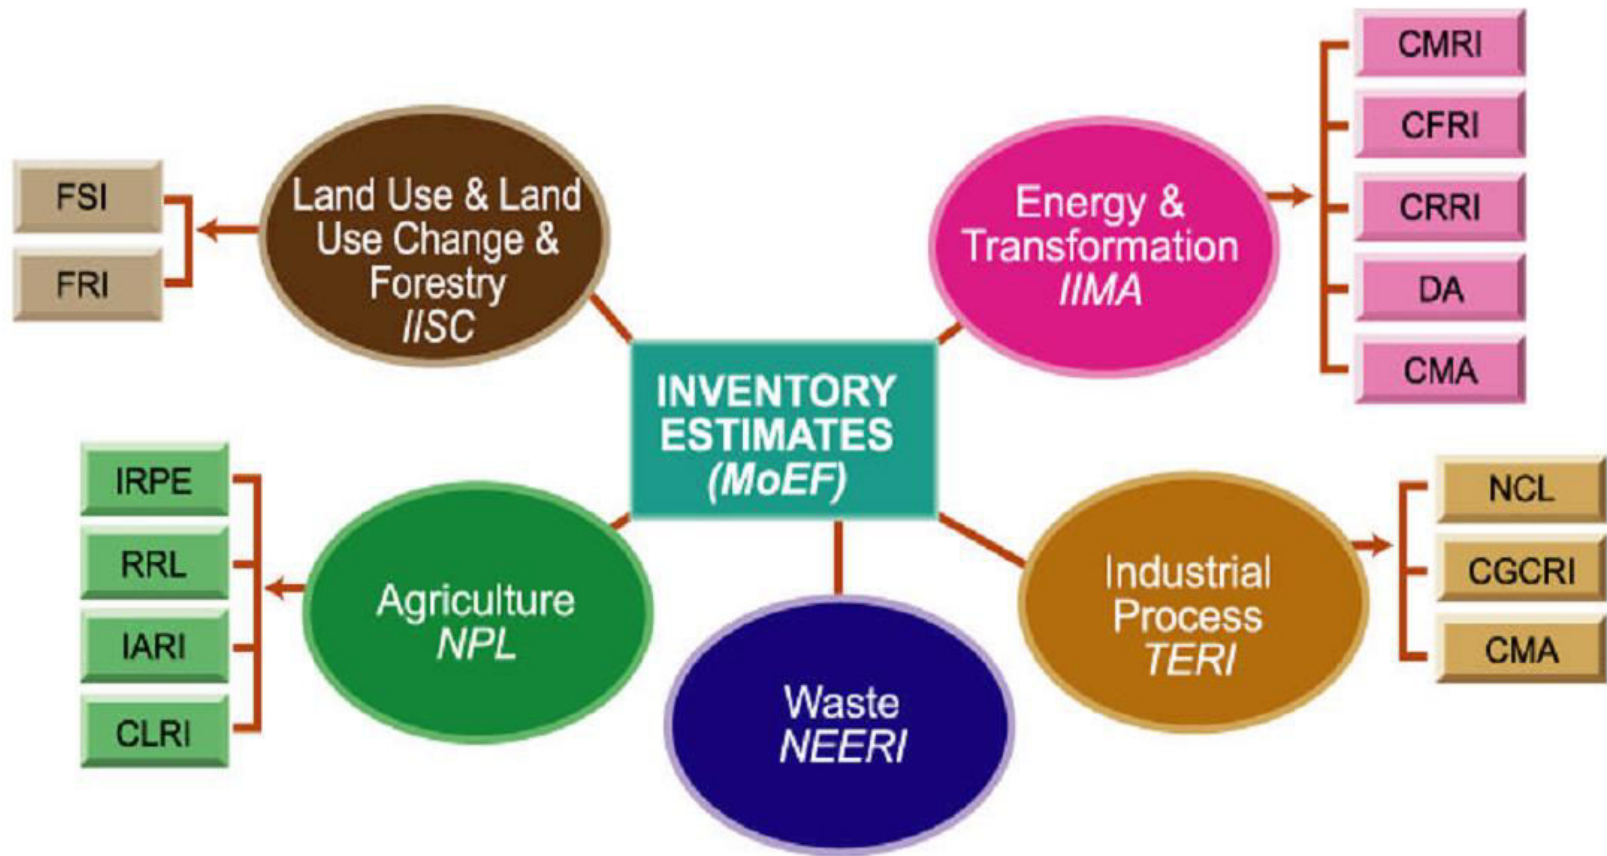 CMRI
CFRI
CRRI
DA
CMA
Energy &
Transformation
IIMA
Land Use & Land
Use Change &
Forestry
IISC
FSI
FRI
INVENTORY
ESTIMATES
(MoEF)
IRPE
RRL
IARI
CLRI
Agriculture
NPL
Waste
NEERI
Industrial
Process
TERI
NCL
CGCRI
CMA